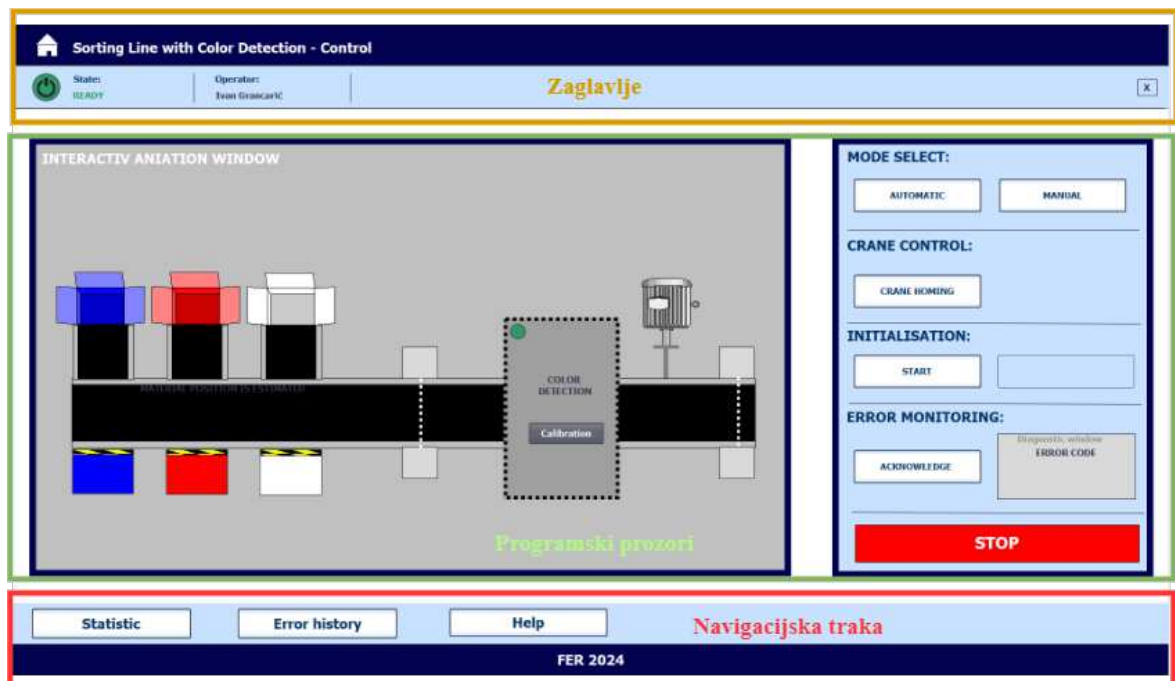 Sorting Line with Color Detection - Control
State:
READY
Operator:
Ivan Grancarić
Zaglavlje
X
INTERACTIV ANIATION WINDOW
MATERIAL POSITION IS ESTIMATED
COLOR
DETECTION
Calibration
Programski prozori
MODE SELECT:
AUTOMATIC
MANUAL
CRANE CONTROL:
CRANE HOMING
INITIALISATION:
START
ERROR MONITORING:
ACKNOWLEDGE
Diagnostic window
ERROR CODE
STOP
Statistic
Error history
Help
Navigacijska traka
FER 2024